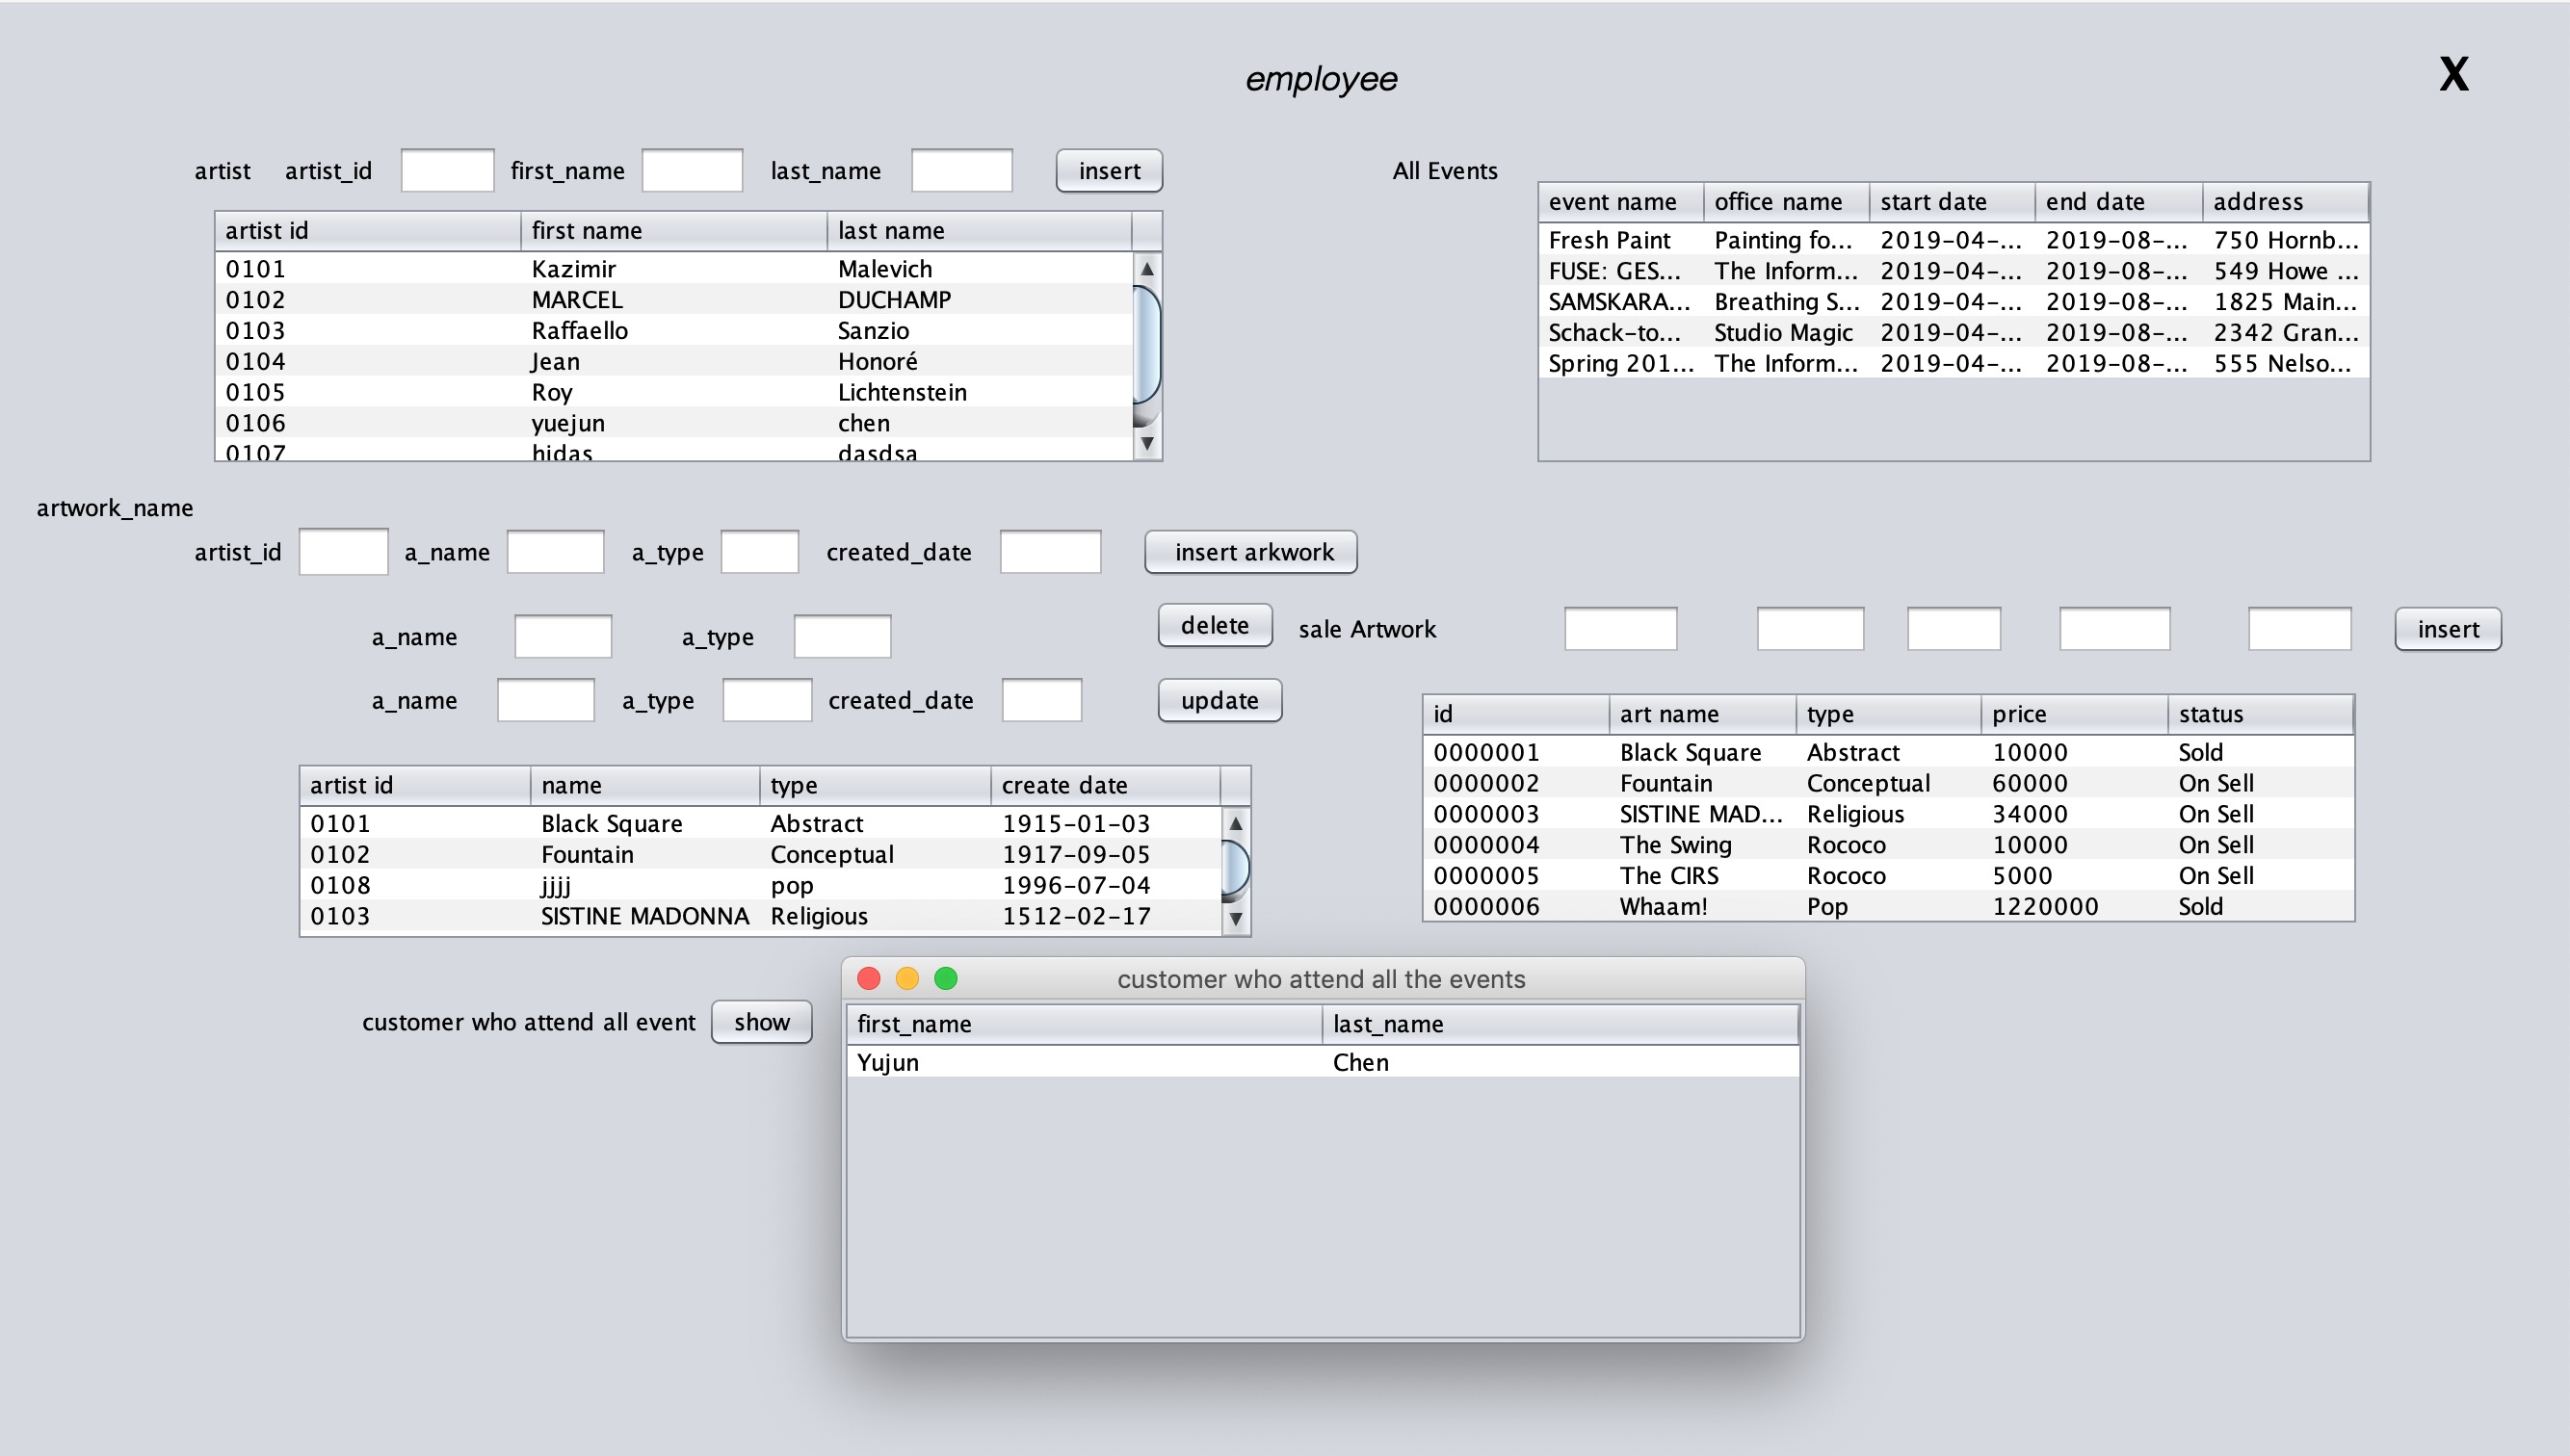 employee
X
artist artist_id first_name last_name insert
artist id first name last name
0101 Kazimir Malevich
0102 MARCEL DUCHAMP
0103 Raffaello Sanzio
0104 Jean Honoré
0105 Roy Lichtenstein
0106 yuejun chen
0107 hidas dasdsa
All Events
event name office name start date end date address
Fresh Paint Painting fo... 2019-04-... 2019-08-... 750 Hornb...
FUSE: GES... The Inform... 2019-04-... 2019-08-... 549 Howe ...
SAMSKARA... Breathing S... 2019-04-... 2019-08-... 1825 Main...
Schack-to... Studio Magic 2019-04-... 2019-08-... 2342 Gran...
Spring 201... The Inform... 2019-04-... 2019-08-... 555 Nelso...
artwork_name
artist_id a_name a_type created_date insert arkwork
a_name a_type delete
a_name a_type created_date update
artist id name type create date
0101 Black Square Abstract 1915-01-03
0102 Fountain Conceptual 1917-09-05
0108 jjjj pop 1996-07-04
0103 SISTINE MADONNA Religious 1512-02-17
sale Artwork insert
id art name type price status
0000001 Black Square Abstract 10000 Sold
0000002 Fountain Conceptual 60000 On Sell
0000003 SISTINE MAD... Religious 34000 On Sell
0000004 The Swing Rococo 10000 On Sell
0000005 The CIRS Rococo 5000 On Sell
0000006 Whaam! Pop 1220000 Sold
customer who attend all event show
customer who attend all the events
first_name last_name
Yujun Chen